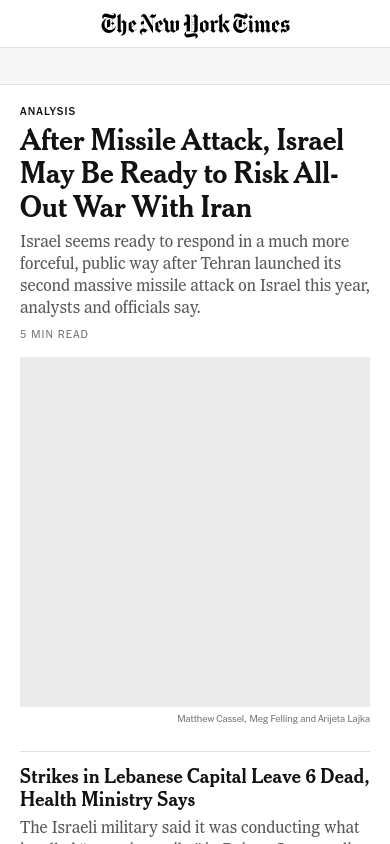 The New York Times
ANALYSIS
After Missile Attack, Israel
May Be Ready to Risk All-
Out War With Iran
Israel seems ready to respond in a much more
forceful, public way after Tehran launched its
second massive missile attack on Israel this year,
analysts and officials say.
5 MIN READ
Matthew Cassel, Meg Felling and Arijeta Lajka
Strikes in Lebanese Capital Leave 6 Dead,
Health Ministry Says
The Israeli military said it was conducting what